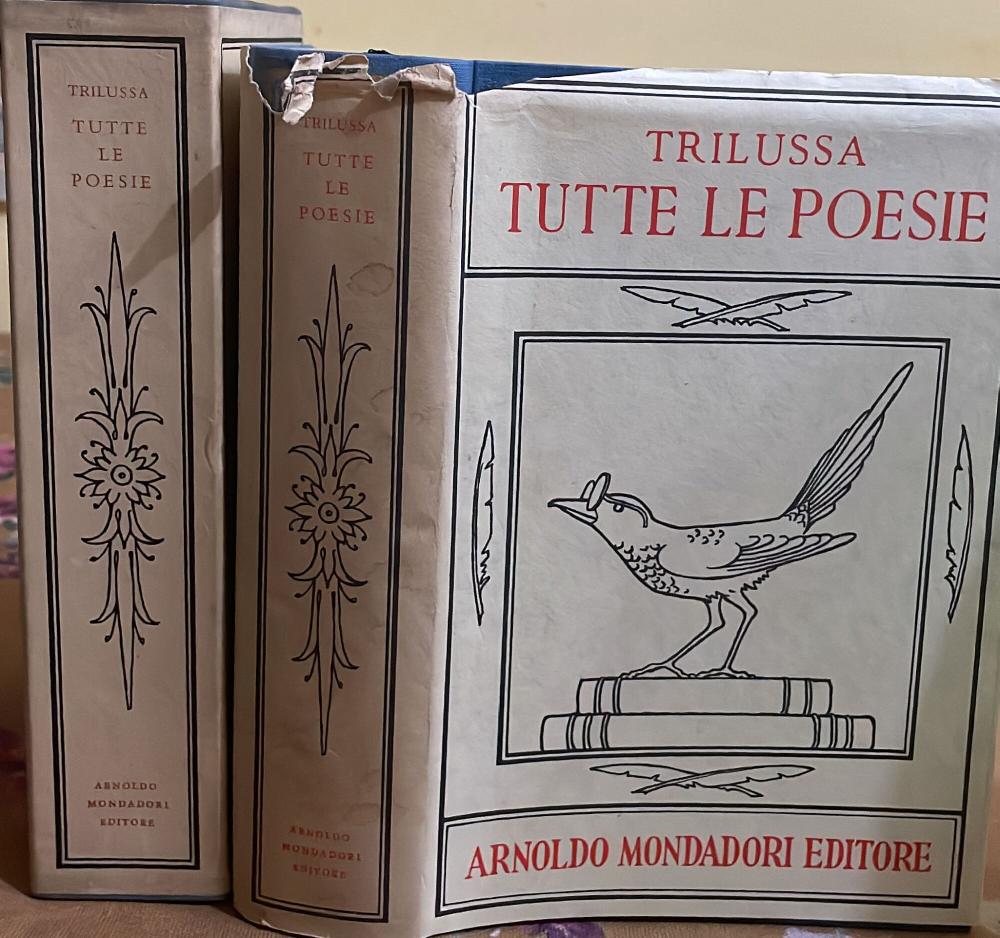 TRILUSSA
TUTTE
LE
POESIE
ARNOLDO
MONDADORI
EDITORE
TRILUSSA
TUTTE
LE
POESIE
ARNOLDO
MONDADORI
EDITORE
TRILUSSA
TUTTE LE POESIE
ARNOLDO MONDADORI EDITORE